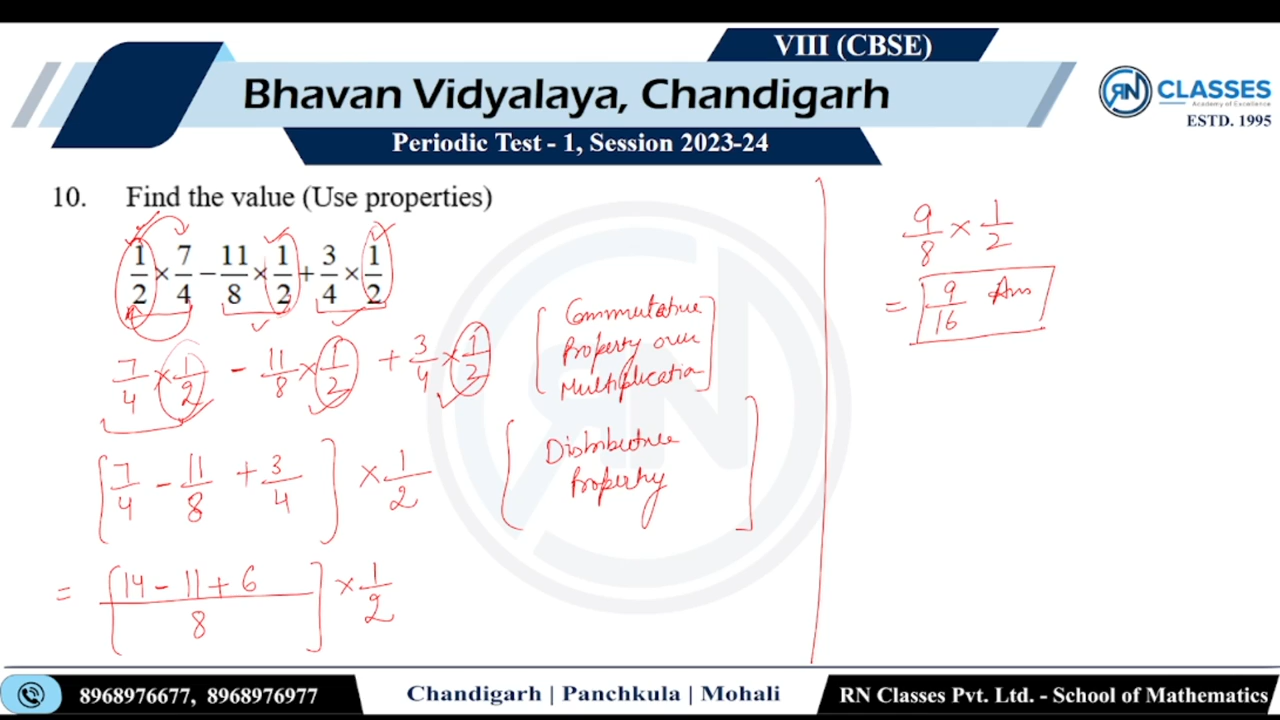 VIII (CBSE)
Bhavan Vidyalaya, Chandigarh
RN CLASSES
Academy of Excellence
ESTD. 1995
Periodic Test - 1, Session 2023-24
10. Find the value (Use properties)
1/2 × 7/4 − 11/8 × 1/2 + 3/4 × 1/2
7/4 × 1/2 - 11/8 × 1/2 + 3/4 × 1/2 [Commutative
Property over
Multiplication]
[7/4 - 11/8 + 3/4] × 1/2 [Distributive
Property]
= [14 - 11 + 6 / 8] × 1/2
9/8 × 1/2
= 9/16 Ans
8968976677, 8968976977
Chandigarh | Panchkula | Mohali
RN Classes Pvt. Ltd. - School of Mathematics